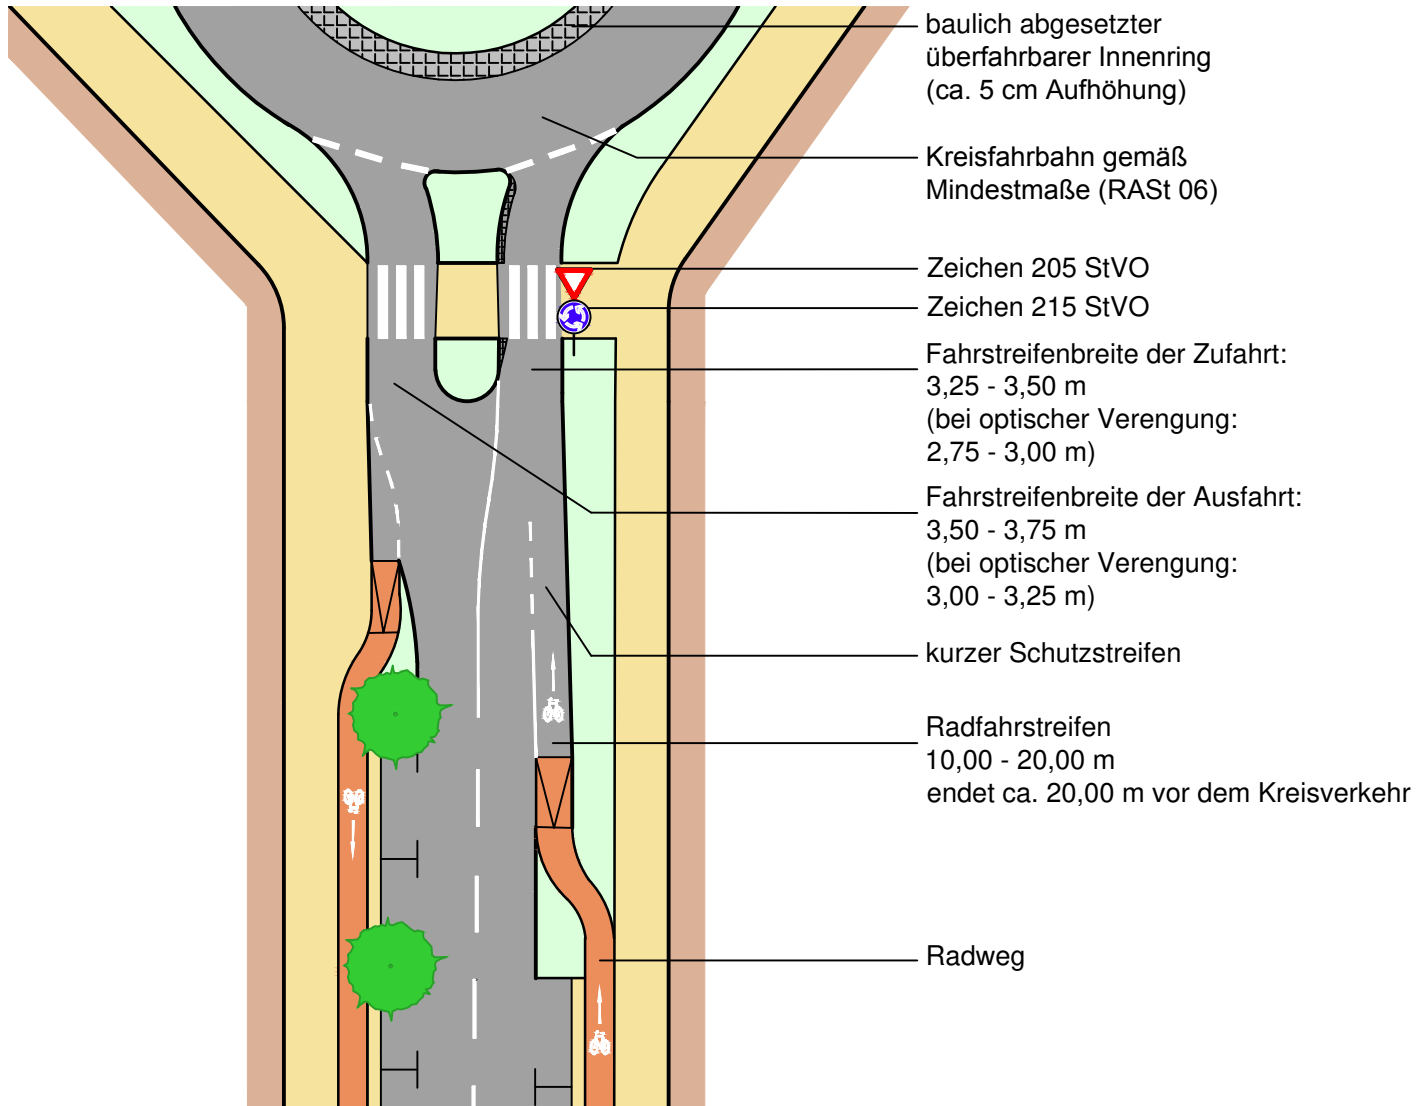 baulich abgesetzter
überfahrbarer Innenring
(ca. 5 cm Aufhöhung)
Kreisfahrbahn gemäß
Mindestmaße (RASt 06)
Zeichen 205 StVO
Zeichen 215 StVO
Fahrstreifenbreite der Zufahrt:
3,25 - 3,50 m
(bei optischer Verengung:
2,75 - 3,00 m)
Fahrstreifenbreite der Ausfahrt:
3,50 - 3,75 m
(bei optischer Verengung:
3,00 - 3,25 m)
kurzer Schutzstreifen
Radfahrstreifen
10,00 - 20,00 m
endet ca. 20,00 m vor dem Kreisverkehr
Radweg